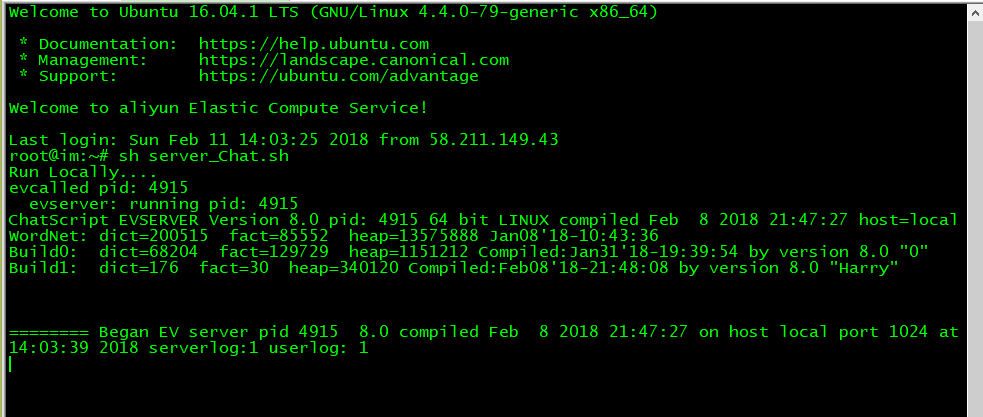 Welcome to Ubuntu 16.04.1 LTS (GNU/Linux 4.4.0-79-generic x86_64)
* Documentation:  https://help.ubuntu.com
* Management:     https://landscape.canonical.com
* Support:        https://ubuntu.com/advantage
Welcome to aliyun Elastic Compute Service!
Last login: Sun Feb 11 14:03:25 2018 from 58.211.149.43
root@im:~# sh server_Chat.sh
Run Locally....
evcalled pid: 4915
  evserver: running pid: 4915
ChatScript EVSERVER Version 8.0 pid: 4915 64 bit LINUX compiled Feb  8 2018 21:47:27 host=local
WordNet: dict=200515  fact=85552  heap=13575888 Jan08'18-10:43:36
Build0:  dict=68204  fact=129729  heap=1151212 Compiled:Jan31'18-19:39:54 by version 8.0 "0"
Build1:  dict=176  fact=30  heap=340120 Compiled:Feb08'18-21:48:08 by version 8.0 "Harry"
======== Began EV server pid 4915  8.0 compiled Feb  8 2018 21:47:27 on host local port 1024 at
14:03:39 2018 serverlog:1 userlog: 1